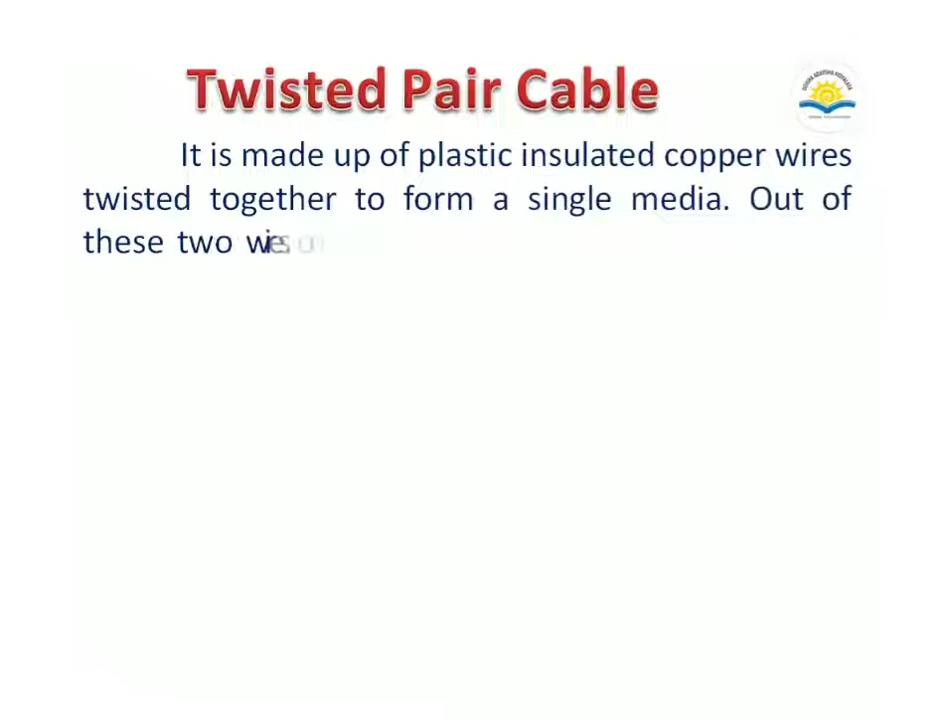 Twisted Pair Cable
It is made up of plastic insulated copper wires
twisted together to form a single media. Out of
these two